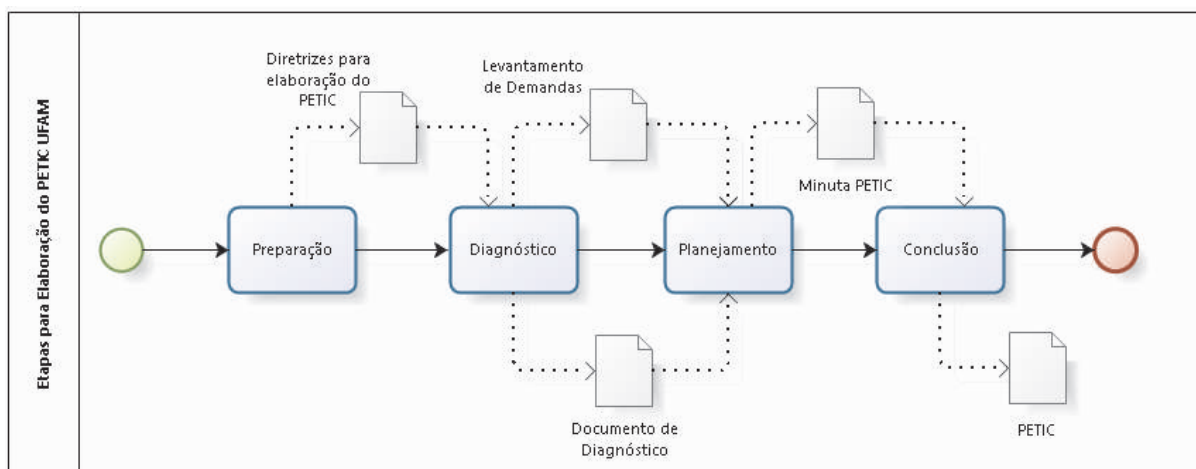 Etapas para Elaboração do PETIC UFAM
Diretrizes para
elaboração do
PETIC
Levantamento
de Demandas
Minuta PETIC
Preparação
Diagnóstico
Planejamento
Conclusão
Documento de
Diagnóstico
PETIC